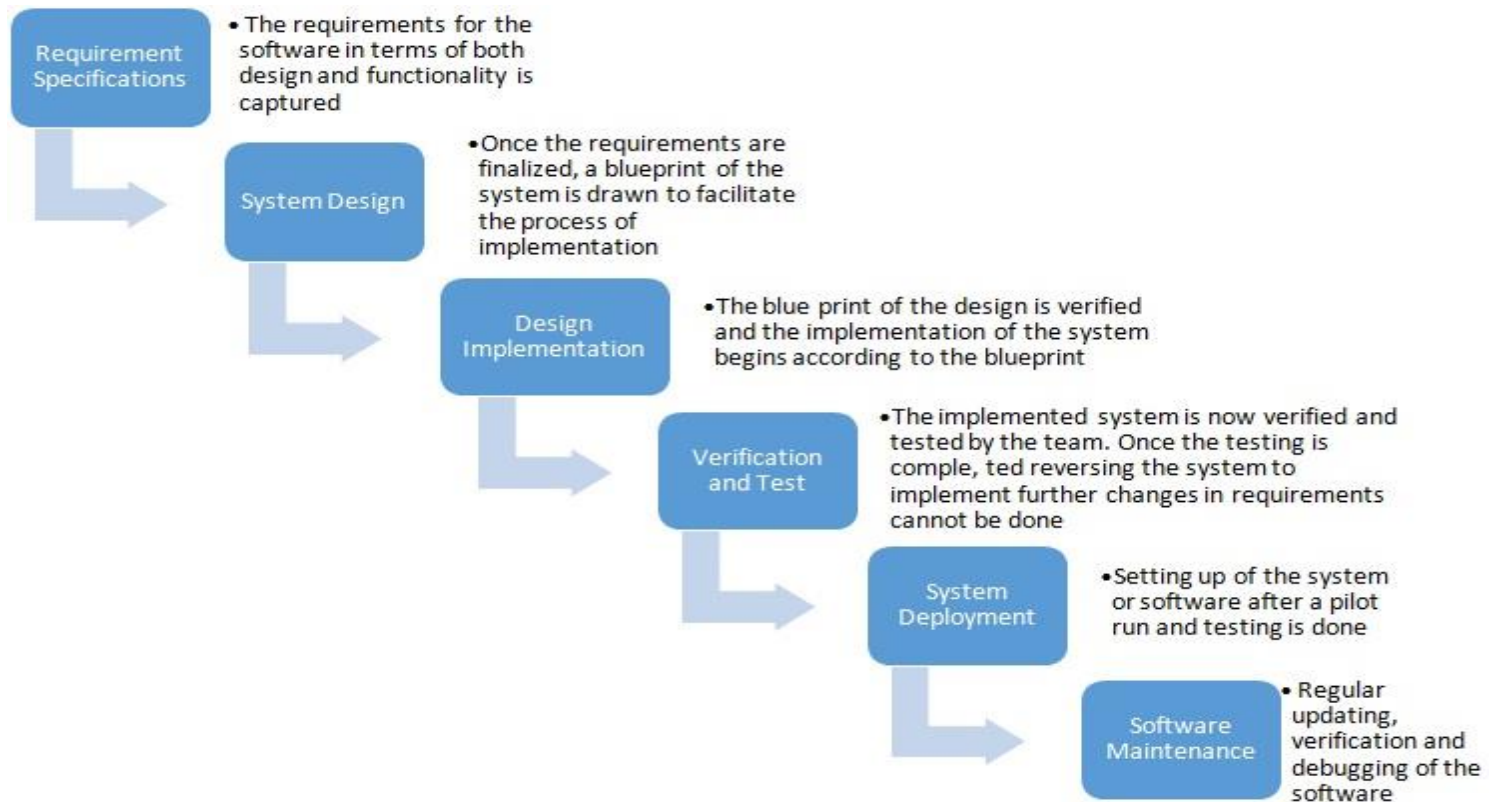 Requirement
Specifications
• The requirements for the
software in terms of both
design and functionality is
captured
System Design
•Once the requirements are
finalized, a blueprint of the
system is drawn to facilitate
the process of
implementation
Design
Implementation
•The blue print of the design is verified
and the implementation of the system
begins according to the blueprint
Verification
and Test
•The implemented system is now verified and
tested by the team. Once the testing is
comple, ted reversing the system to
implement further changes in requirements
cannot be done
System
Deployment
•Setting up of the system
or software after a pilot
run and testing is done
Software
Maintenance
• Regular
updating,
verification and
debugging of the
software